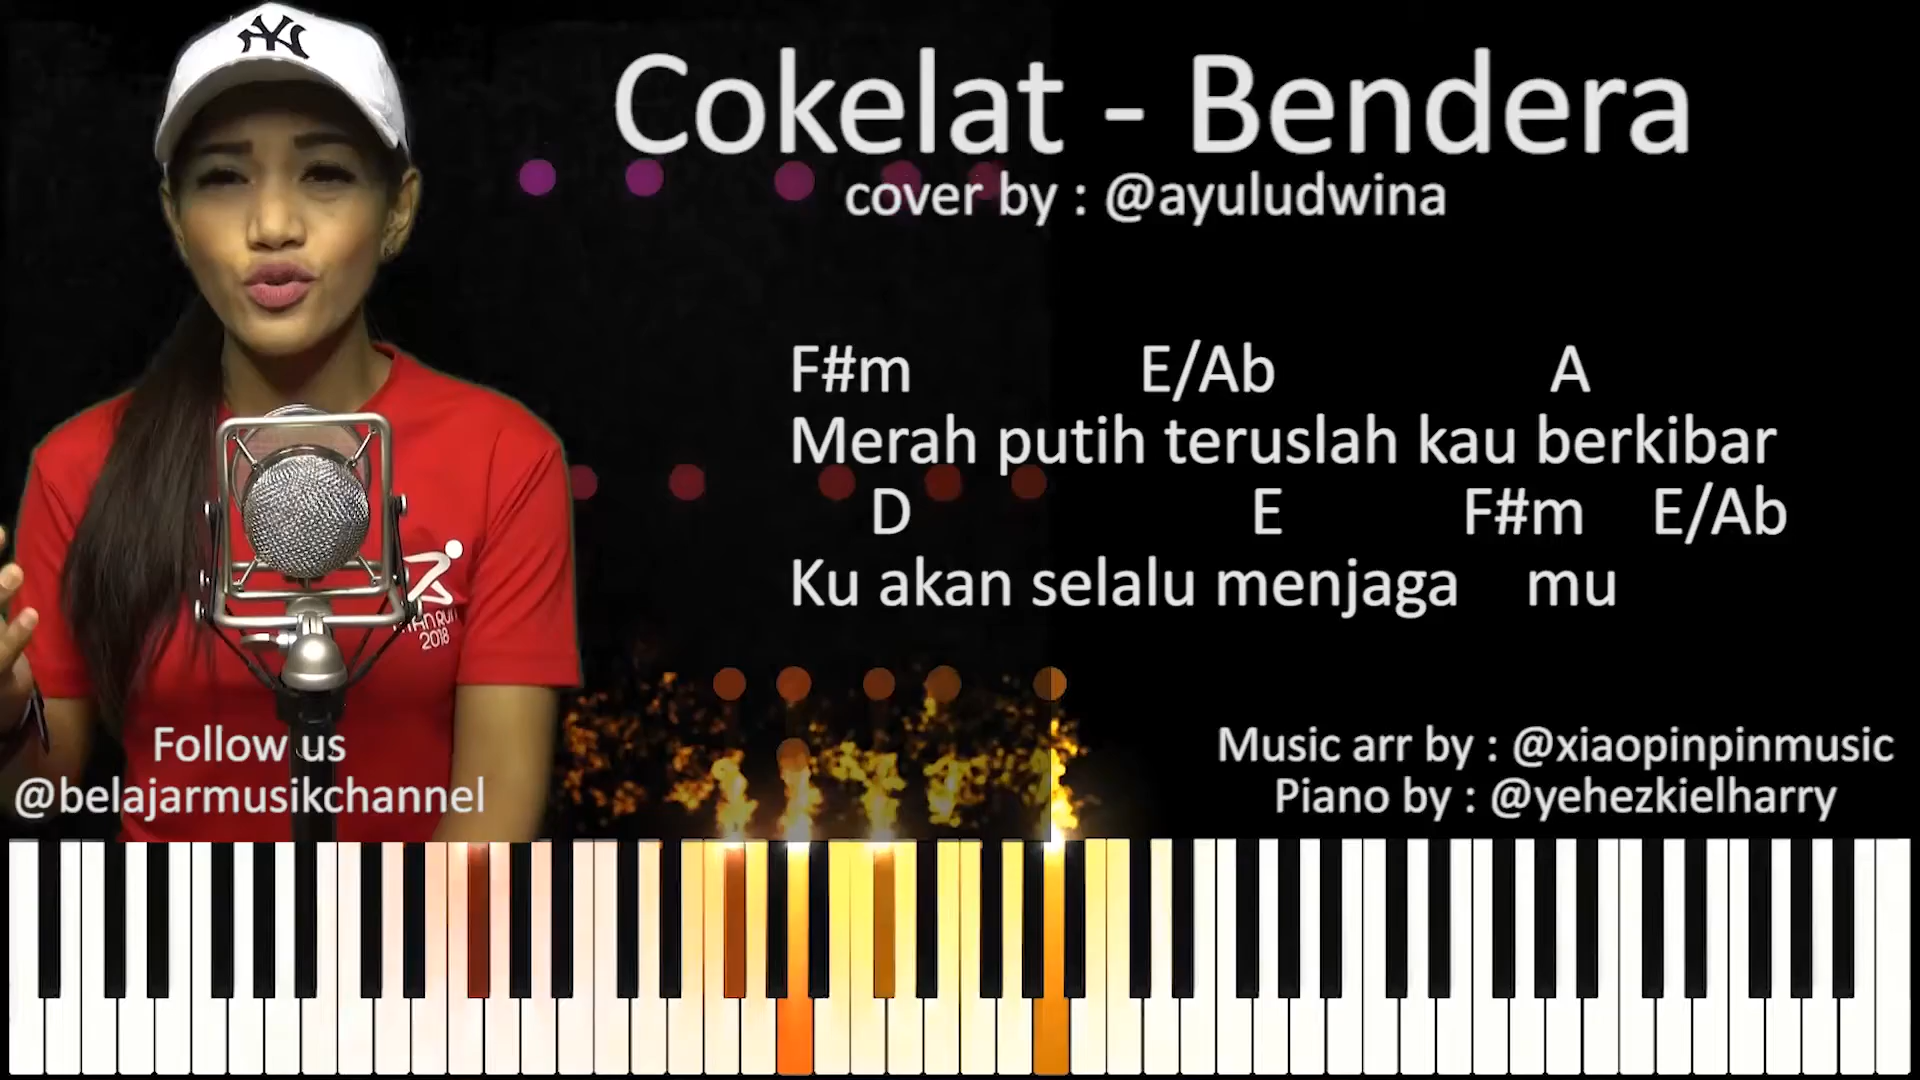 NY
Cokelat - Bendera
cover by : @ayuludwina
F#m E/Ab A
Merah putih teruslah kau berkibar
D E F#m E/Ab
Ku akan selalu menjaga mu
2018
Follow us
@belajarmusikchannel
Music arr by : @xiaopinpinmusic
Piano by : @yehezkielharry